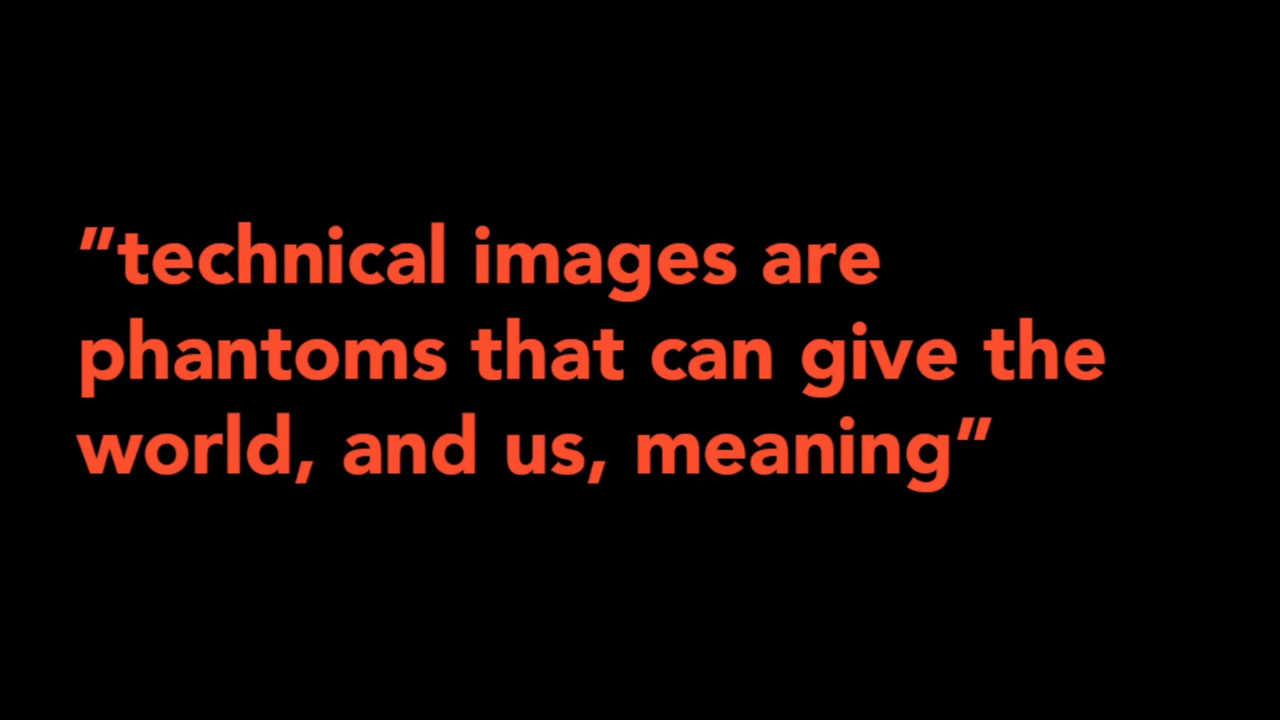 ”technical images are
phantoms that can give the
world, and us, meaning”